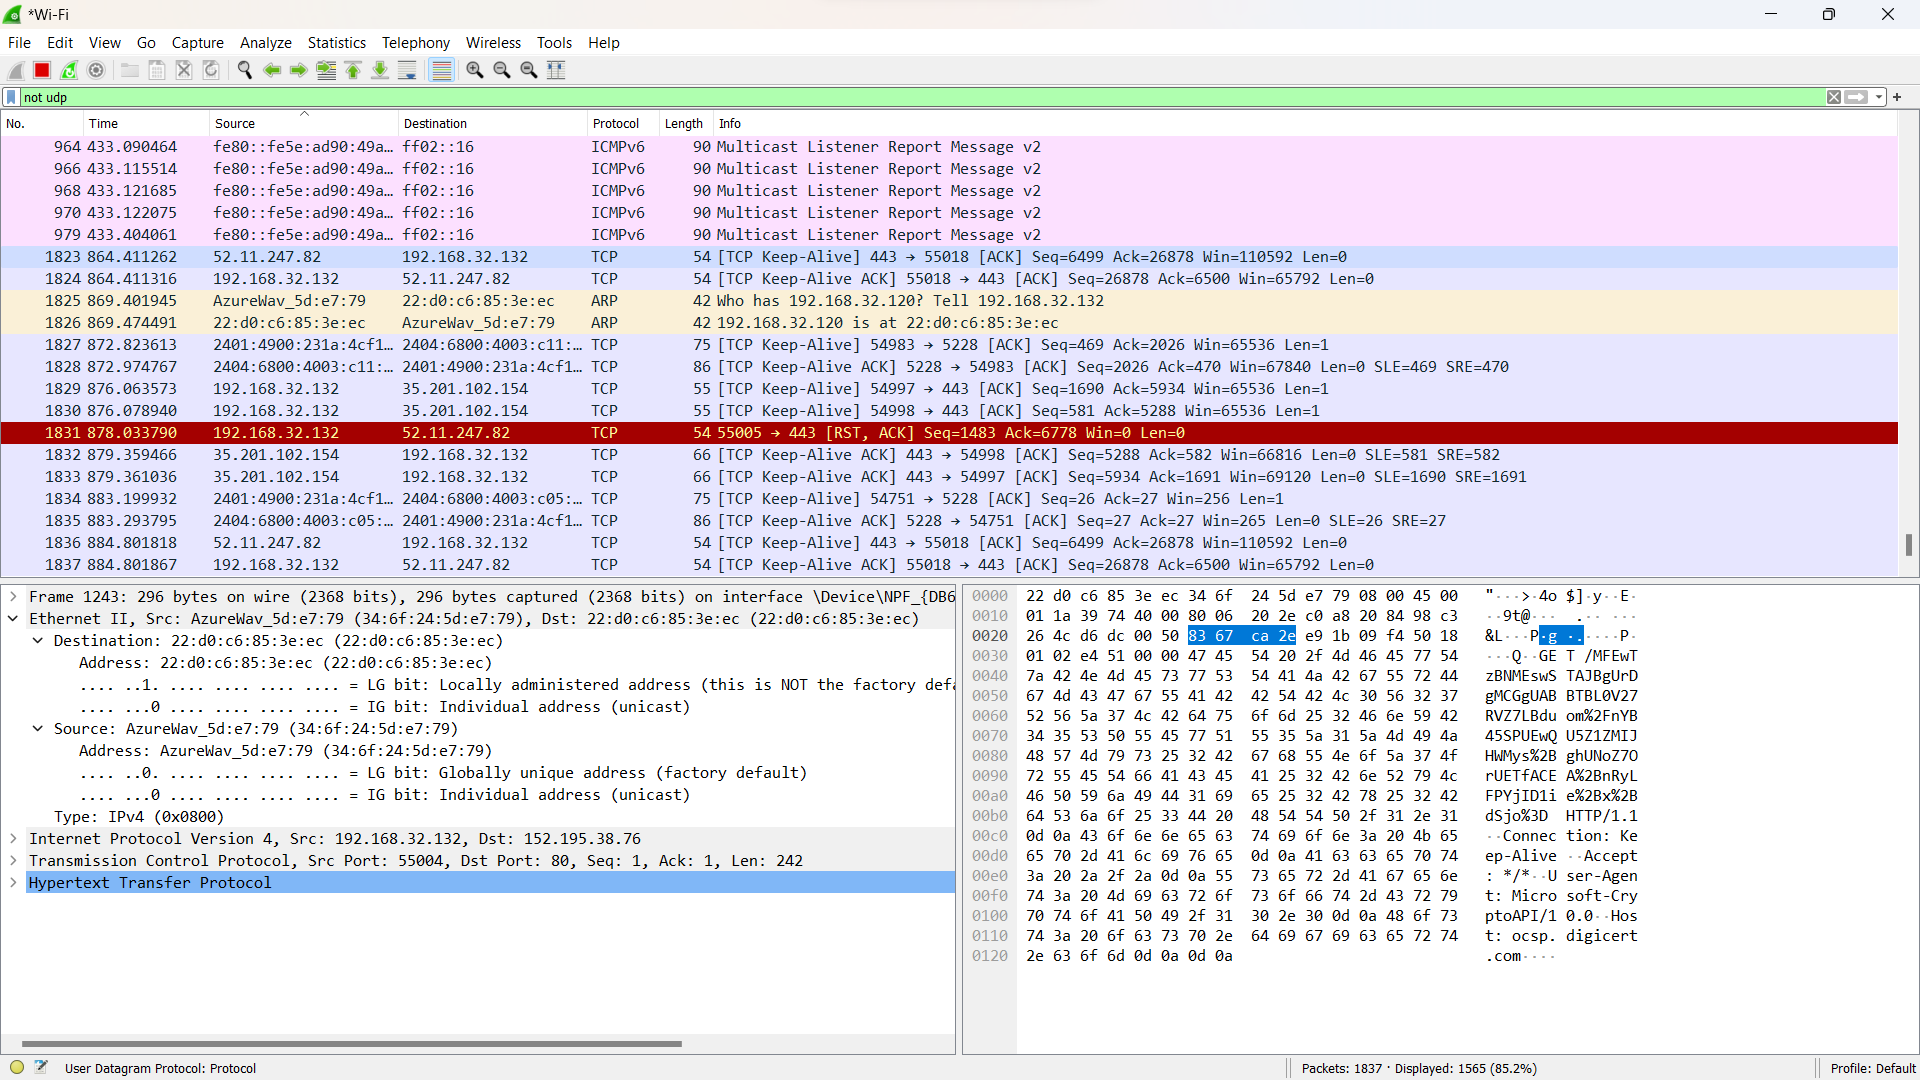 *Wi-Fi
File Edit View Go Capture Analyze Statistics Telephony Wireless Tools Help
not udp
No. Time Source Destination Protocol Length Info
964 433.090464 fe80::fe5e:ad90:49a… ff02::16 ICMPv6 90 Multicast Listener Report Message v2
966 433.115514 fe80::fe5e:ad90:49a… ff02::16 ICMPv6 90 Multicast Listener Report Message v2
968 433.121685 fe80::fe5e:ad90:49a… ff02::16 ICMPv6 90 Multicast Listener Report Message v2
970 433.122075 fe80::fe5e:ad90:49a… ff02::16 ICMPv6 90 Multicast Listener Report Message v2
979 433.404061 fe80::fe5e:ad90:49a… ff02::16 ICMPv6 90 Multicast Listener Report Message v2
1823 864.411262 52.11.247.82 192.168.32.132 TCP 54 [TCP Keep-Alive] 443 → 55018 [ACK] Seq=6499 Ack=26878 Win=110592 Len=0
1824 864.411316 192.168.32.132 52.11.247.82 TCP 54 [TCP Keep-Alive ACK] 55018 → 443 [ACK] Seq=26878 Ack=6500 Win=65792 Len=0
1825 869.401945 AzureWav_5d:e7:79 22:d0:c6:85:3e:ec ARP 42 Who has 192.168.32.120? Tell 192.168.32.132
1826 869.474491 22:d0:c6:85:3e:ec AzureWav_5d:e7:79 ARP 42 192.168.32.120 is at 22:d0:c6:85:3e:ec
1827 872.823613 2401:4900:231a:4cf1… 2404:6800:4003:c11:… TCP 75 [TCP Keep-Alive] 54983 → 5228 [ACK] Seq=469 Ack=2026 Win=65536 Len=1
1828 872.974767 2404:6800:4003:c11:… 2401:4900:231a:4cf1… TCP 86 [TCP Keep-Alive ACK] 5228 → 54983 [ACK] Seq=2026 Ack=470 Win=67840 Len=0 SLE=469 SRE=470
1829 876.063573 192.168.32.132 35.201.102.154 TCP 55 [TCP Keep-Alive] 54997 → 443 [ACK] Seq=1690 Ack=5934 Win=65536 Len=1
1830 876.078940 192.168.32.132 35.201.102.154 TCP 55 [TCP Keep-Alive] 54998 → 443 [ACK] Seq=581 Ack=5288 Win=65536 Len=1
1831 878.033790 192.168.32.132 52.11.247.82 TCP 54 55005 → 443 [RST, ACK] Seq=1483 Ack=6778 Win=0 Len=0
1832 879.359466 35.201.102.154 192.168.32.132 TCP 66 [TCP Keep-Alive ACK] 443 → 54998 [ACK] Seq=5288 Ack=582 Win=66816 Len=0 SLE=581 SRE=582
1833 879.361036 35.201.102.154 192.168.32.132 TCP 66 [TCP Keep-Alive ACK] 443 → 54997 [ACK] Seq=5934 Ack=1691 Win=69120 Len=0 SLE=1690 SRE=1691
1834 883.199932 2401:4900:231a:4cf1… 2404:6800:4003:c05:… TCP 75 [TCP Keep-Alive] 54751 → 5228 [ACK] Seq=26 Ack=27 Win=256 Len=1
1835 883.293795 2404:6800:4003:c05:… 2401:4900:231a:4cf1… TCP 86 [TCP Keep-Alive ACK] 5228 → 54751 [ACK] Seq=27 Ack=27 Win=265 Len=0 SLE=26 SRE=27
1836 884.801818 52.11.247.82 192.168.32.132 TCP 54 [TCP Keep-Alive] 443 → 55018 [ACK] Seq=6499 Ack=26878 Win=110592 Len=0
1837 884.801867 192.168.32.132 52.11.247.82 TCP 54 [TCP Keep-Alive ACK] 55018 → 443 [ACK] Seq=26878 Ack=6500 Win=65792 Len=0
Frame 1243: 296 bytes on wire (2368 bits), 296 bytes captured (2368 bits) on interface \Device\NPF_{DB6
Ethernet II, Src: AzureWav_5d:e7:79 (34:6f:24:5d:e7:79), Dst: 22:d0:c6:85:3e:ec (22:d0:c6:85:3e:ec)
Destination: 22:d0:c6:85:3e:ec (22:d0:c6:85:3e:ec)
Address: 22:d0:c6:85:3e:ec (22:d0:c6:85:3e:ec)
.... ..1. .... .... .... .... = LG bit: Locally administered address (this is NOT the factory defa
.... ...0 .... .... .... .... = IG bit: Individual address (unicast)
Source: AzureWav_5d:e7:79 (34:6f:24:5d:e7:79)
Address: AzureWav_5d:e7:79 (34:6f:24:5d:e7:79)
.... ..0. .... .... .... .... = LG bit: Globally unique address (factory default)
.... ...0 .... .... .... .... = IG bit: Individual address (unicast)
Type: IPv4 (0x0800)
Internet Protocol Version 4, Src: 192.168.32.132, Dst: 152.195.38.76
Transmission Control Protocol, Src Port: 55004, Dst Port: 80, Seq: 1, Ack: 1, Len: 242
Hypertext Transfer Protocol
0000 22 d0 c6 85 3e ec 34 6f 24 5d e7 79 08 00 45 00 "···>·4o $]·y··E·
0010 01 1a 39 74 40 00 80 06 20 2e c0 a8 20 84 98 c3 ··9t@··· .·· ···
0020 26 4c d6 dc 00 50 83 67 ca 2e e9 1b 09 f4 50 18 &L···P·g ·.····P·
0030 01 02 e4 51 00 00 47 45 54 20 2f 4d 46 45 77 54 ···Q··GE T /MFEwT
0040 7a 42 4e 4d 45 73 77 53 54 41 4a 42 67 55 72 44 zBNMEswS TAJBgUrD
0050 67 4d 43 47 67 55 41 42 42 54 42 4c 30 56 32 37 gMCGgUAB BTBL0V27
0060 52 56 5a 37 4c 42 64 75 6f 6d 25 32 46 6e 59 42 RVZ7LBdu om%2FnYB
0070 34 35 53 50 55 45 77 51 55 35 5a 31 5a 4d 49 4a 45SPUEwQ U5Z1ZMIJ
0080 48 57 4d 79 73 25 32 42 67 68 55 4e 6f 5a 37 4f HWMys%2B ghUNoZ7O
0090 72 55 45 54 66 41 43 45 41 25 32 42 6e 52 79 4c rUETfACE A%2BnRyL
00a0 46 50 59 6a 49 44 31 69 65 25 32 42 78 25 32 42 FPYjID1i e%2Bx%2B
00b0 64 53 6a 6f 25 33 44 20 48 54 54 50 2f 31 2e 31 dSjo%3D HTTP/1.1
00c0 0d 0a 43 6f 6e 6e 65 63 74 69 6f 6e 3a 20 4b 65 ··Connec tion: Ke
00d0 65 70 2d 41 6c 69 76 65 0d 0a 41 63 63 65 70 74 ep-Alive ··Accept
00e0 3a 20 2a 2f 2a 0d 0a 55 73 65 72 2d 41 67 65 6e : */*··U ser-Agen
00f0 74 3a 20 4d 69 63 72 6f 73 6f 66 74 2d 43 72 79 t: Micro soft-Cry
0100 70 74 6f 41 50 49 2f 31 30 2e 30 0d 0a 48 6f 73 ptoAPI/1 0.0··Hos
0110 74 3a 20 6f 63 73 70 2e 64 69 67 69 63 65 72 74 t: ocsp. digicert
0120 2e 63 6f 6d 0d 0a 0d 0a .com····
User Datagram Protocol: Protocol
Packets: 1837 · Displayed: 1565 (85.2%)
Profile: Default